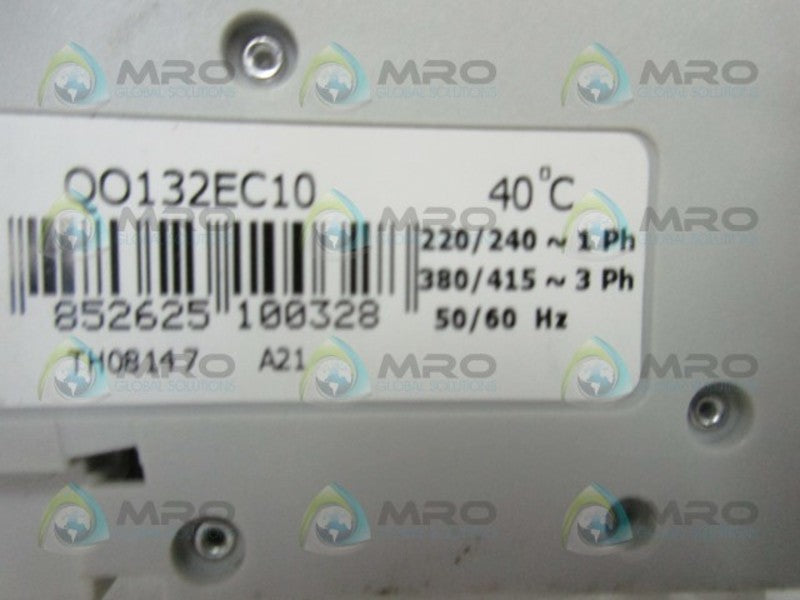 QO132EC10 40°C
220/240 ~ 1 Ph
380/415 ~ 3 Ph
852625 100328 50/60 Hz
TH08147 A21
MRO
GLOBAL SOLUTIONS